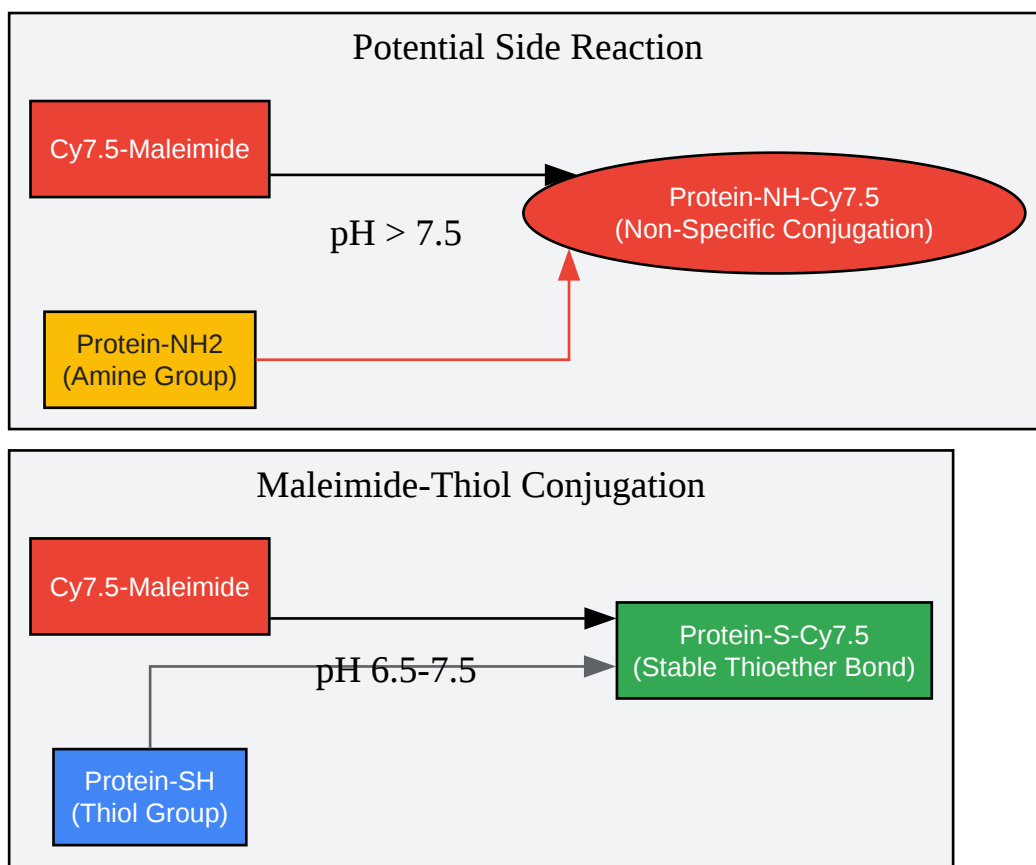 Potential Side Reaction
Cy7.5-Maleimide
Protein-NH-Cy7.5
(Non-Specific Conjugation)
pH > 7.5
Protein-NH2
(Amine Group)
Maleimide-Thiol Conjugation
Cy7.5-Maleimide
Protein-S-Cy7.5
(Stable Thioether Bond)
pH 6.5-7.5
Protein-SH
(Thiol Group)